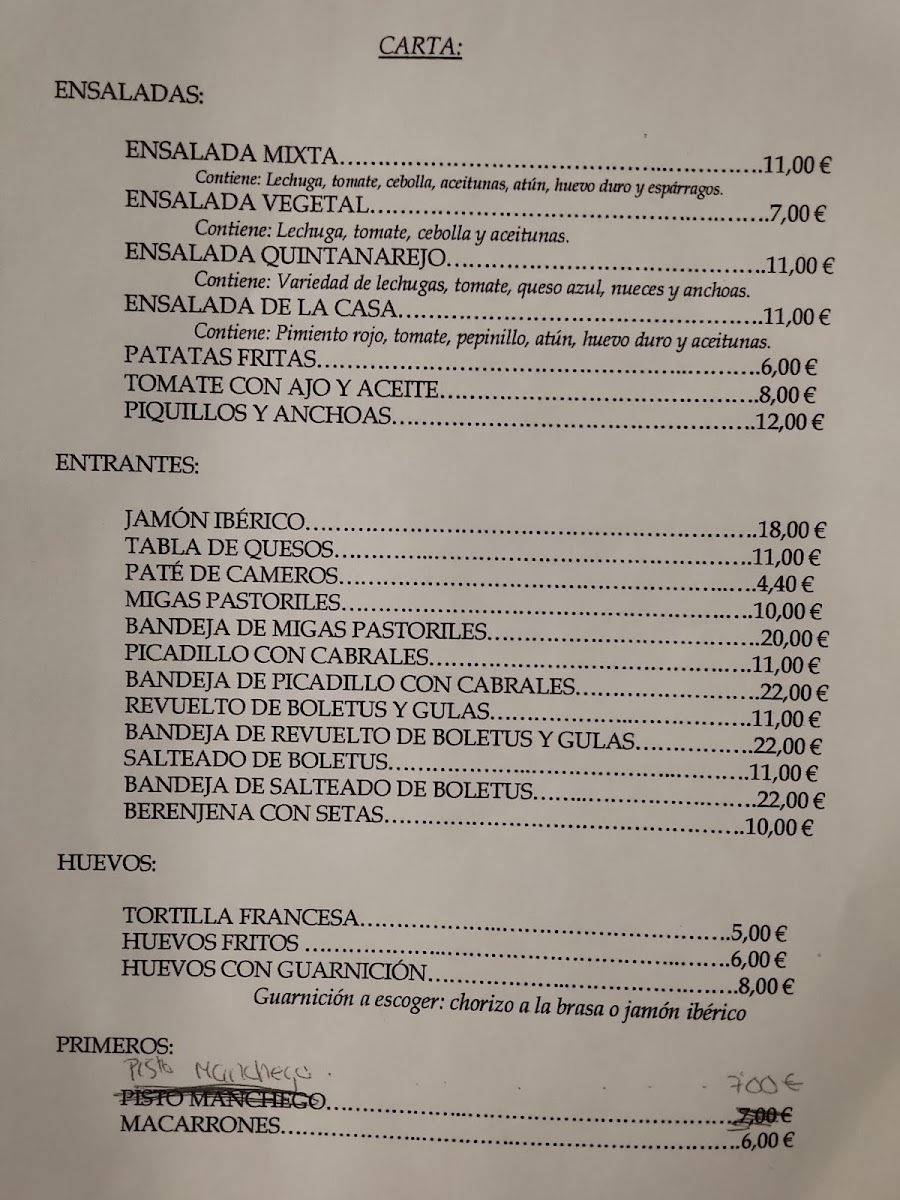 CARTA:
ENSALADAS:
ENSALADA MIXTA...........................................................11,00 €
Contiene: Lechuga, tomate, cebolla, aceitunas, atún, huevo duro y espárragos.
ENSALADA VEGETAL.....................................................7,00 €
Contiene: Lechuga, tomate, cebolla y aceitunas.
ENSALADA QUINTANAREJO...........................................11,00 €
Contiene: Variedad de lechugas, tomate, queso azul, nueces y anchoas.
ENSALADA DE LA CASA.................................................11,00 €
Contiene: Pimiento rojo, tomate, pepinillo, atún, huevo duro y aceitunas.
PATATAS FRITAS...........................................................6,00 €
TOMATE CON AJO Y ACEITE..........................................8,00 €
PIQUILLOS Y ANCHOAS.................................................12,00 €
ENTRANTES:
JAMÓN IBÉRICO............................................................18,00 €
TABLA DE QUESOS........................................................11,00 €
PATÉ DE CAMEROS.......................................................4,40 €
MIGAS PASTORILES.......................................................10,00 €
BANDEJA DE MIGAS PASTORILES....................................20,00 €
PICADILLO CON CABRALES...........................................11,00 €
BANDEJA DE PICADILLO CON CABRALES........................22,00 €
REVUELTO DE BOLETUS Y GULAS..................................11,00 €
BANDEJA DE REVUELTO DE BOLETUS Y GULAS...............22,00 €
SALTEADO DE BOLETUS................................................11,00 €
BANDEJA DE SALTEADO DE BOLETUS............................22,00 €
BERENJENA CON SETAS................................................10,00 €
HUEVOS:
TORTILLA FRANCESA...................................................5,00 €
HUEVOS FRITOS ..........................................................6,00 €
HUEVOS CON GUARNICIÓN..........................................8,00 €
Guarnición a escoger: chorizo a la brasa o jamón ibérico
PRIMEROS:
Pisto Manchego . . . . . 7'00 €
PISTO MANCHEGO.......................................................7,00 €
MACARRONES..............................................................6,00 €